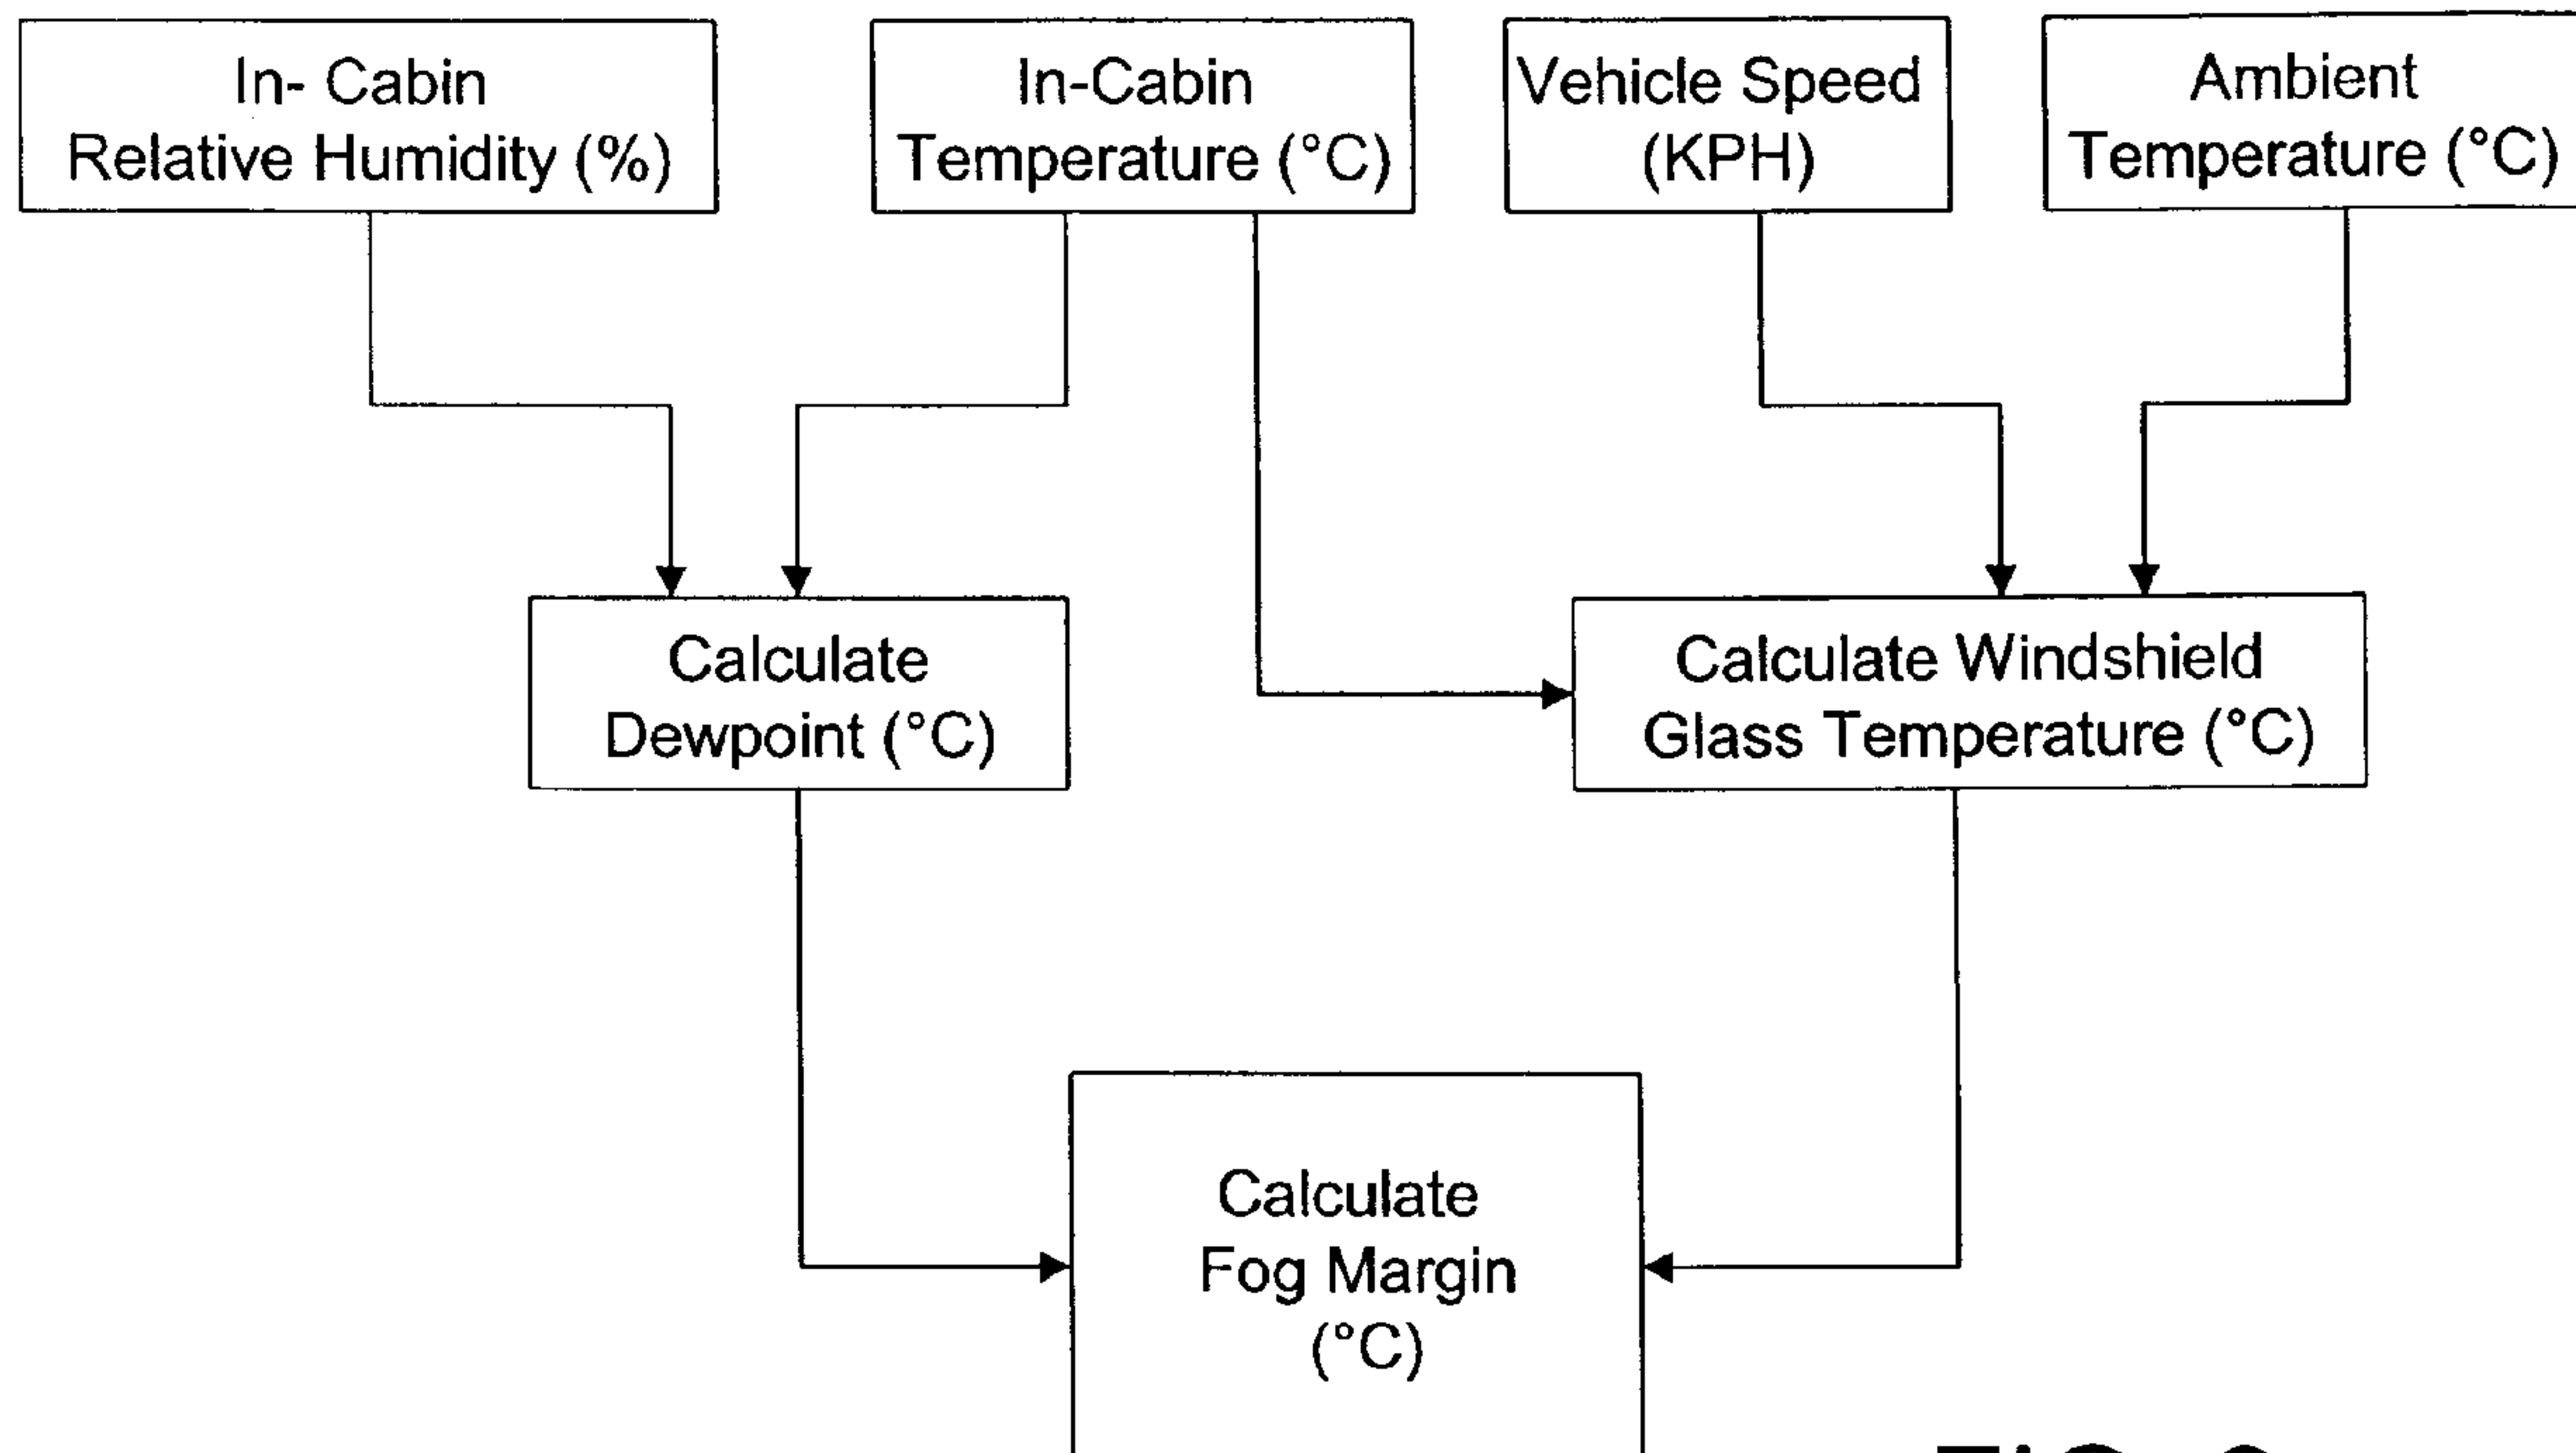 In- Cabin
Relative Humidity (%)
In-Cabin
Temperature (°C)
Vehicle Speed
(KPH)
Ambient
Temperature (°C)
Calculate
Dewpoint (°C)
Calculate Windshield
Glass Temperature (°C)
Calculate
Fog Margin
(°C)